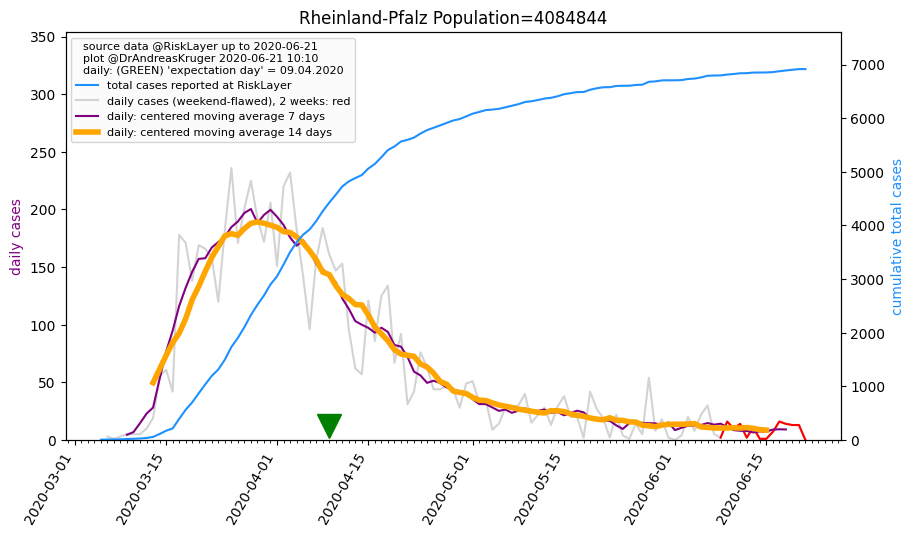 Rheinland-Pfalz Population=4084844
source data @RiskLayer up to 2020-06-21
plot @DrAndreasKruger 2020-06-21 10:10
daily: (GREEN) 'expectation day' = 09.04.2020
total cases reported at RiskLayer
daily cases (weekend-flawed), 2 weeks: red
daily: centered moving average 7 days
daily: centered moving average 14 days
daily cases
350
300
250
200
150
100
50
0
7000
6000
5000
4000
3000
2000
1000
0
cumulative total cases
2020-03-01
2020-03-15
2020-04-01
2020-04-15
2020-05-01
2020-05-15
2020-06-01
2020-06-15